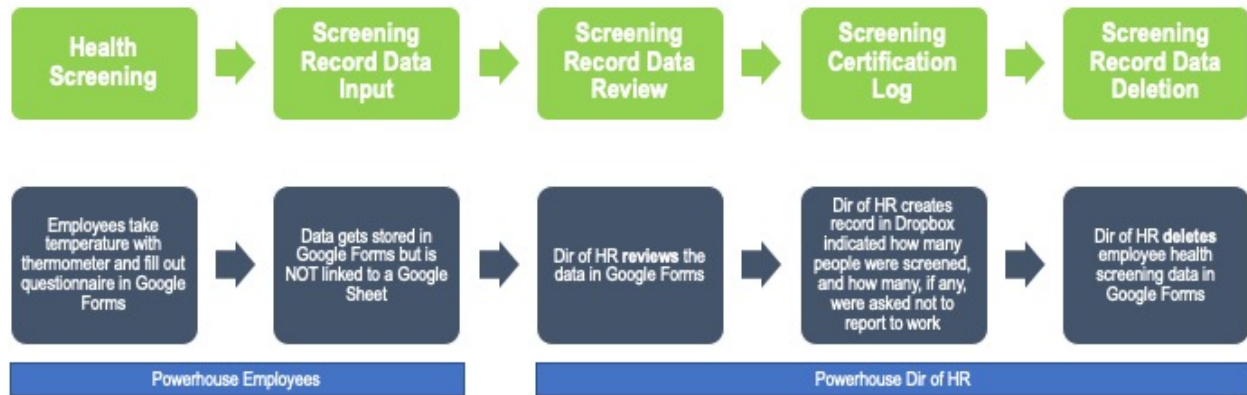 Health
Screening
Screening
Record Data
Input
Screening
Record Data
Review
Screening
Certification
Log
Screening
Record Data
Deletion
Employees take
temperature with
thermometer and fill out
questionnaire in Google
Forms
Data gets stored in
Google Forms but is
NOT linked to a Google
Sheet
Dir of HR reviews the
data in Google Forms
Dir of HR creates
record in Dropbox
indicated how many
people were screened,
and how many, if any,
were asked not to
report to work
Dir of HR deletes
employee health
screening data in
Google Forms
Powerhouse Employees
Powerhouse Dir of HR